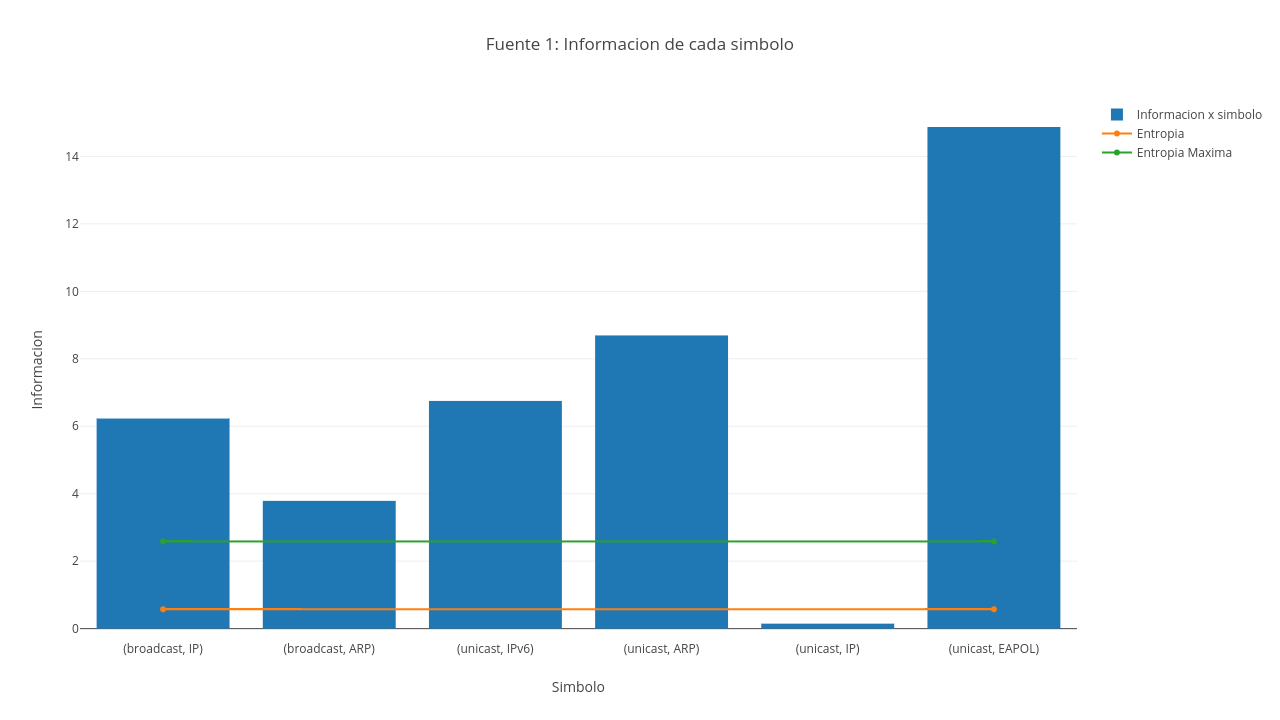 Fuente 1: Informacion de cada simbolo
Informacion x simbolo
Entropia
Entropia Maxima
14
12
10
8
6
4
2
0
Informacion
(broadcast, IP)
(broadcast, ARP)
(unicast, IPv6)
(unicast, ARP)
(unicast, IP)
(unicast, EAPOL)
Simbolo